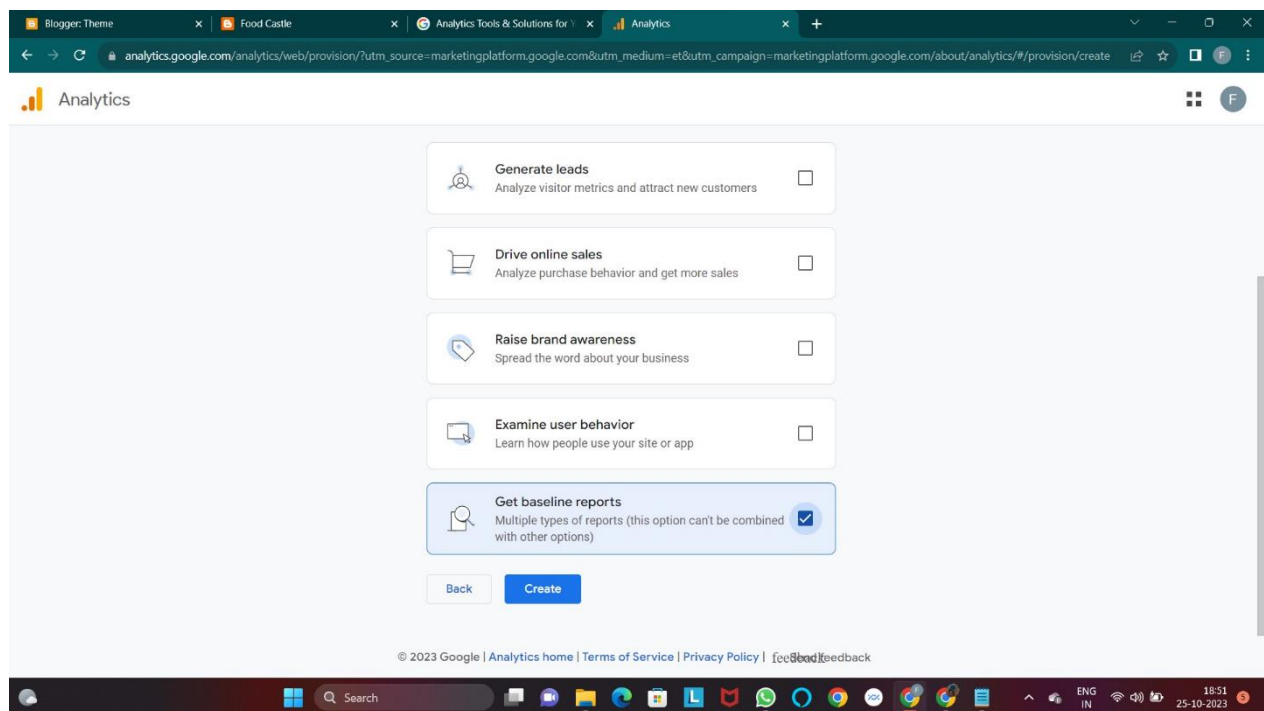 Blogger: Theme
Food Castle
Analytics Tools & Solutions for Y
Analytics
analytics.google.com/analytics/web/provision/?utm_source=marketingplatform.google.com&utm_medium=et&utm_campaign=marketingplatform.google.com/about/analytics/#/provision/create
F
Analytics
F
Generate leads
Analyze visitor metrics and attract new customers
Drive online sales
Analyze purchase behavior and get more sales
Raise brand awareness
Spread the word about your business
Examine user behavior
Learn how people use your site or app
Get baseline reports
Multiple types of reports (this option can't be combined
with other options)
Back Create
© 2023 Google | Analytics home | Terms of Service | Privacy Policy | feedback
Search
L
ENG
IN
18:51
25-10-2023
5